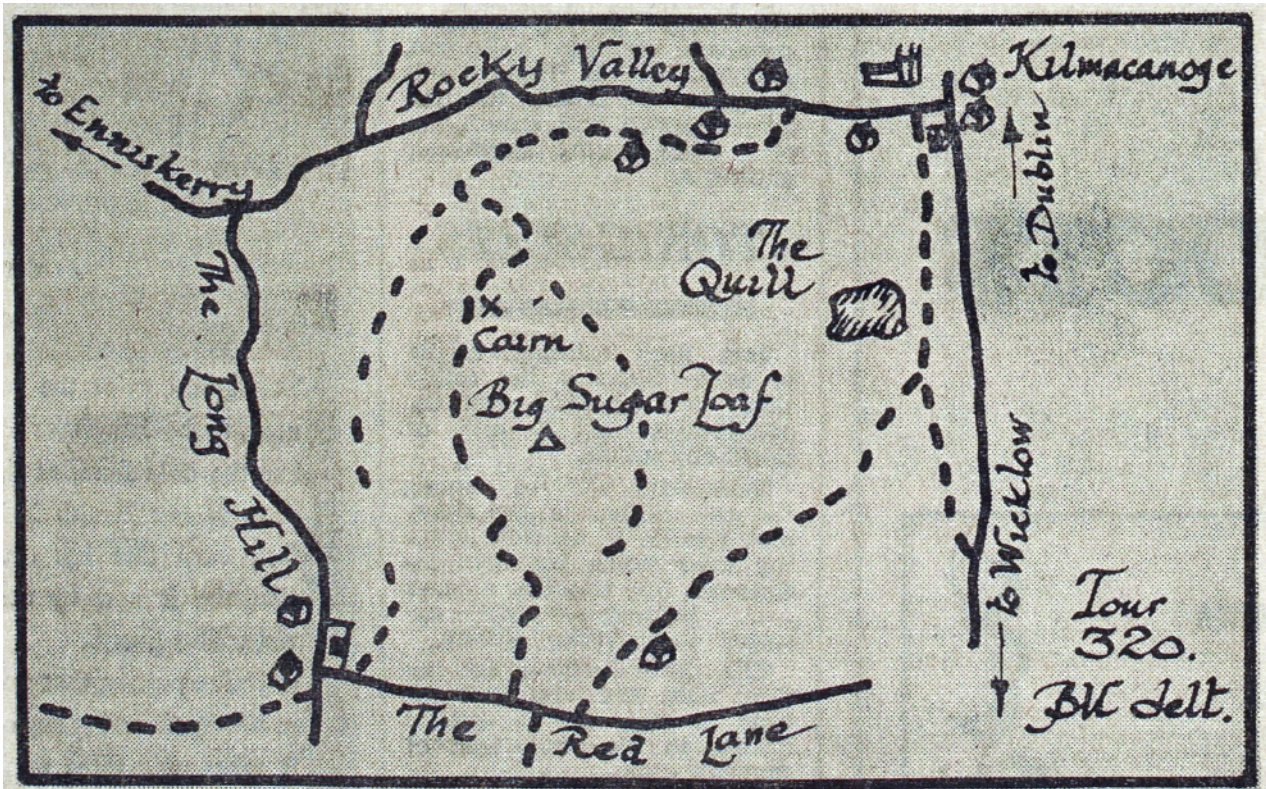 to Enniskerry
Rocky Valley
Kilmacanoge
to Dublin
The Long Hill
The
Quill
x
Cairn
Big Sugar Loaf
to Wicklow
The Red Lane
Tour
320.